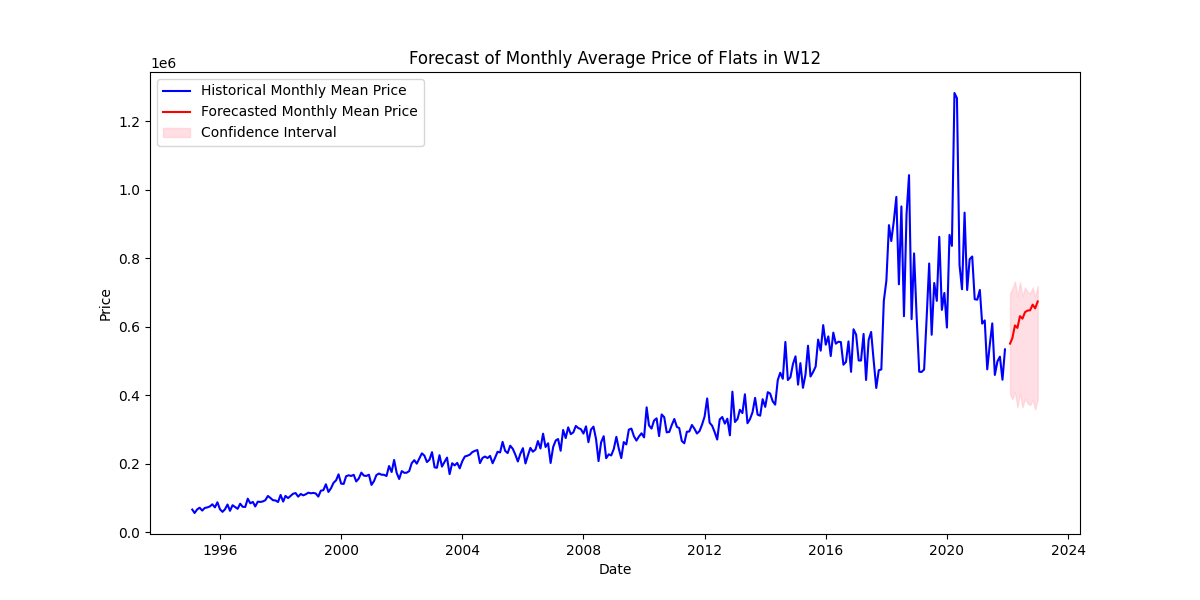 Forecast of Monthly Average Price of Flats in W12
1e6
Historical Monthly Mean Price
Forecasted Monthly Mean Price
Confidence Interval
1.2
1.0
0.8
0.6
0.4
0.2
0.0
Price
1996 2000 2004 2008 2012 2016 2020 2024
Date